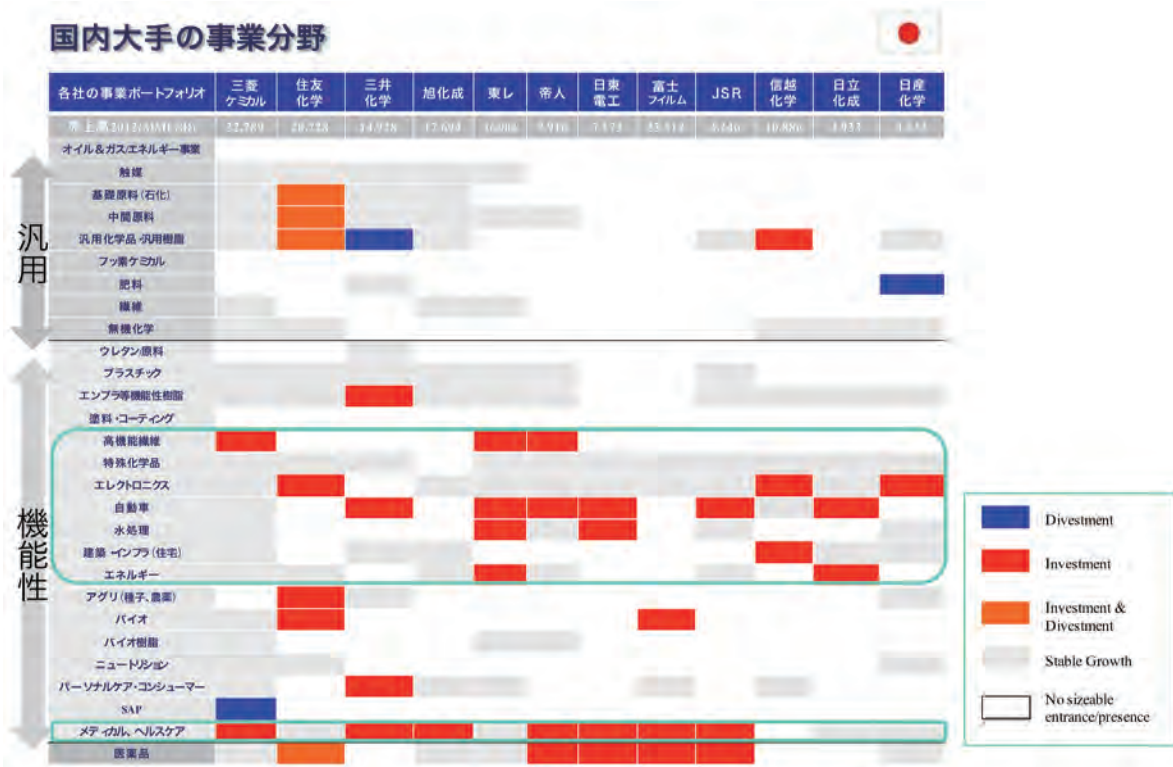 国内大手の事業分野
各社の事業ポートフォリオ 三菱ケミカル 住友化学 三井化学 旭化成 東レ 帝人 日東電工 富士フイルム JSR 信越化学 日立化成 日産化学
オイル&ガス/エネルギー事業
触媒
基礎原料(石化)
中間原料
汎用化学品・汎用樹脂
フッ素ケミカル
肥料
繊維
無機化学
汎用
ウレタン原料
プラスチック
エンプラ等機能性樹脂
塗料・コーティング
高機能繊維
特殊化学品
エレクトロニクス
自動車
水処理
建築・インフラ(住宅)
エネルギー
アグリ(種子、農薬)
バイオ
バイオ樹脂
ニュートリション
パーソナルケア・コンシューマー
SAP
メディカル、ヘルスケア
医薬品
機能性
Divestment
Investment
Investment &
Divestment
Stable Growth
No sizeable
entrance/presence